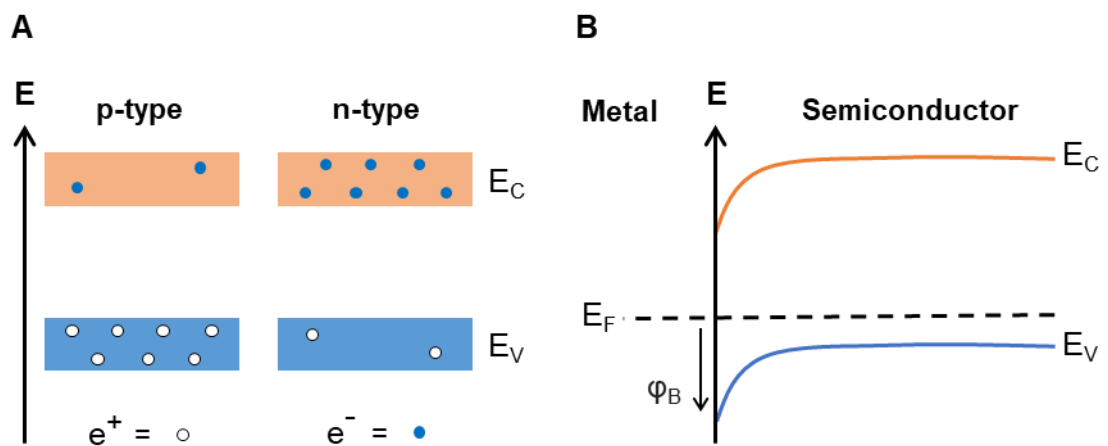 A
E
p-type
n-type
E_C
E_V
e⁺ =
e⁻ =
B
Metal
E
Semiconductor
E_C
E_F
E_V
φ_B